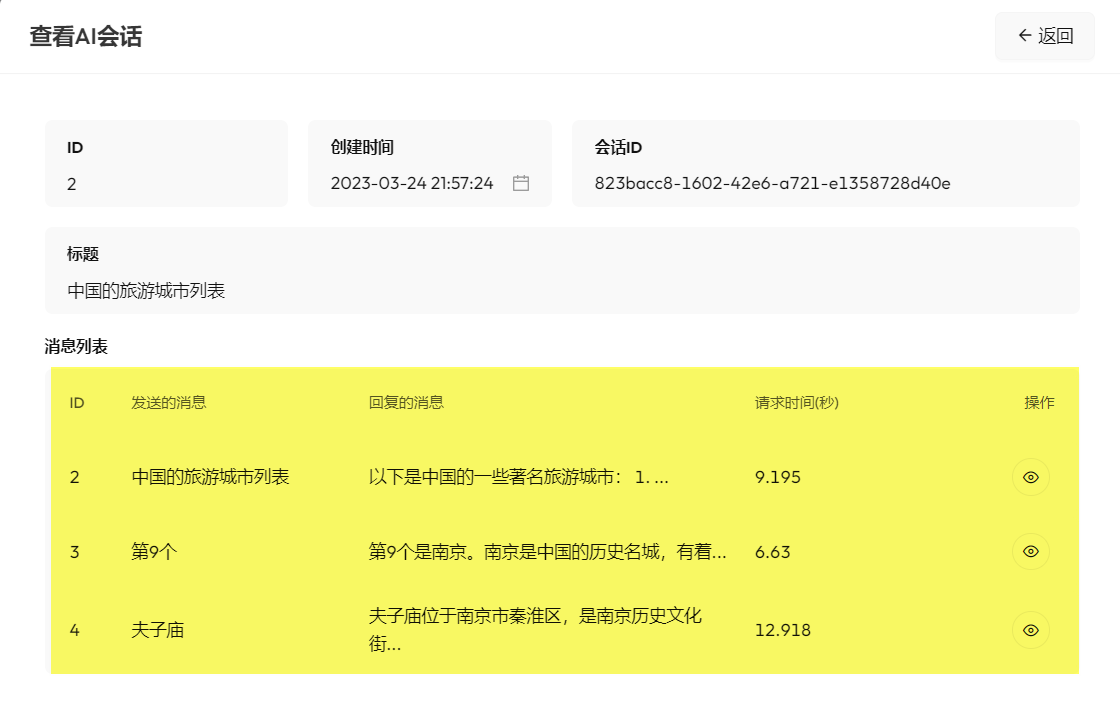 查看AI会话
← 返回
ID
2
创建时间
2023-03-24 21:57:24
会话ID
823bacc8-1602-42e6-a721-e1358728d40e
标题
中国的旅游城市列表
消息列表
ID 发送的消息 回复的消息 请求时间(秒) 操作
2 中国的旅游城市列表 以下是中国的一些著名旅游城市： 1. ... 9.195
3 第9个 第9个是南京。南京是中国的历史名城，有着... 6.63
4 夫子庙 夫子庙位于南京市秦淮区，是南京历史文化 12.918
街...